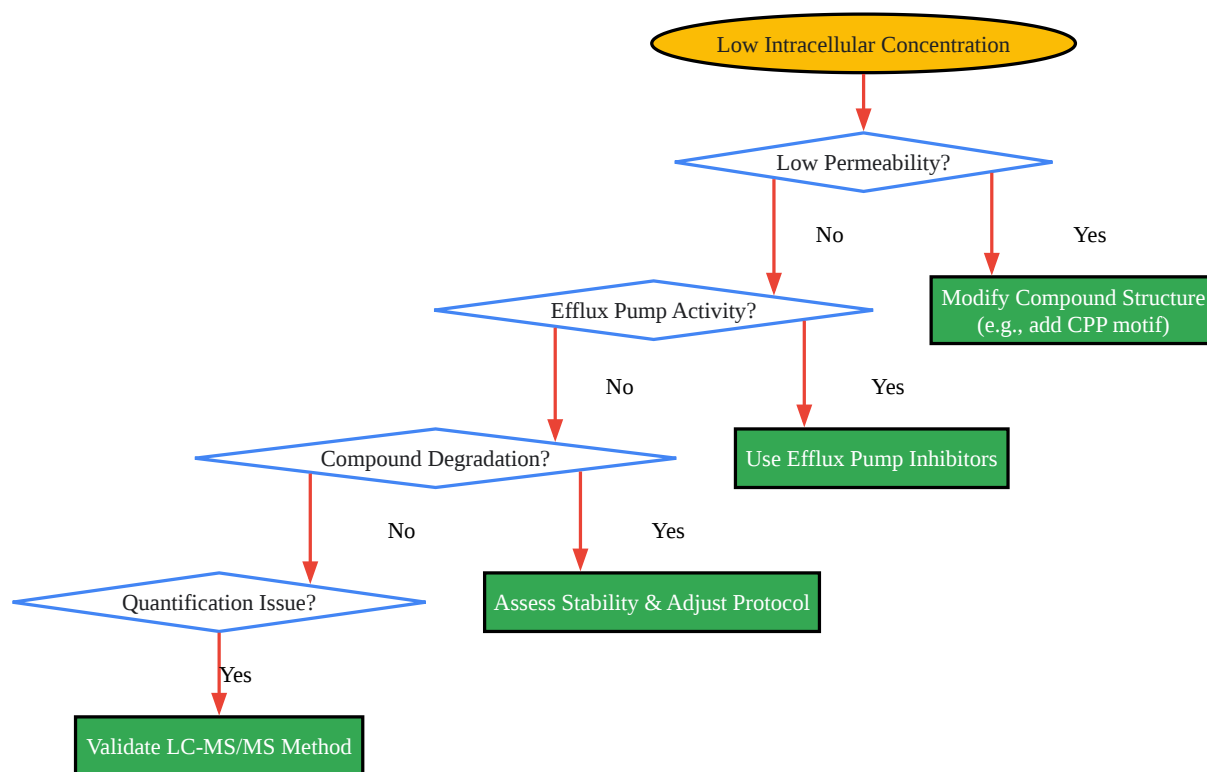 Low Intracellular Concentration
Low Permeability?
No
Yes
Modify Compound Structure
(e.g., add CPP motif)
Efflux Pump Activity?
No
Yes
Use Efflux Pump Inhibitors
Compound Degradation?
No
Yes
Assess Stability & Adjust Protocol
Quantification Issue?
Yes
Validate LC-MS/MS Method